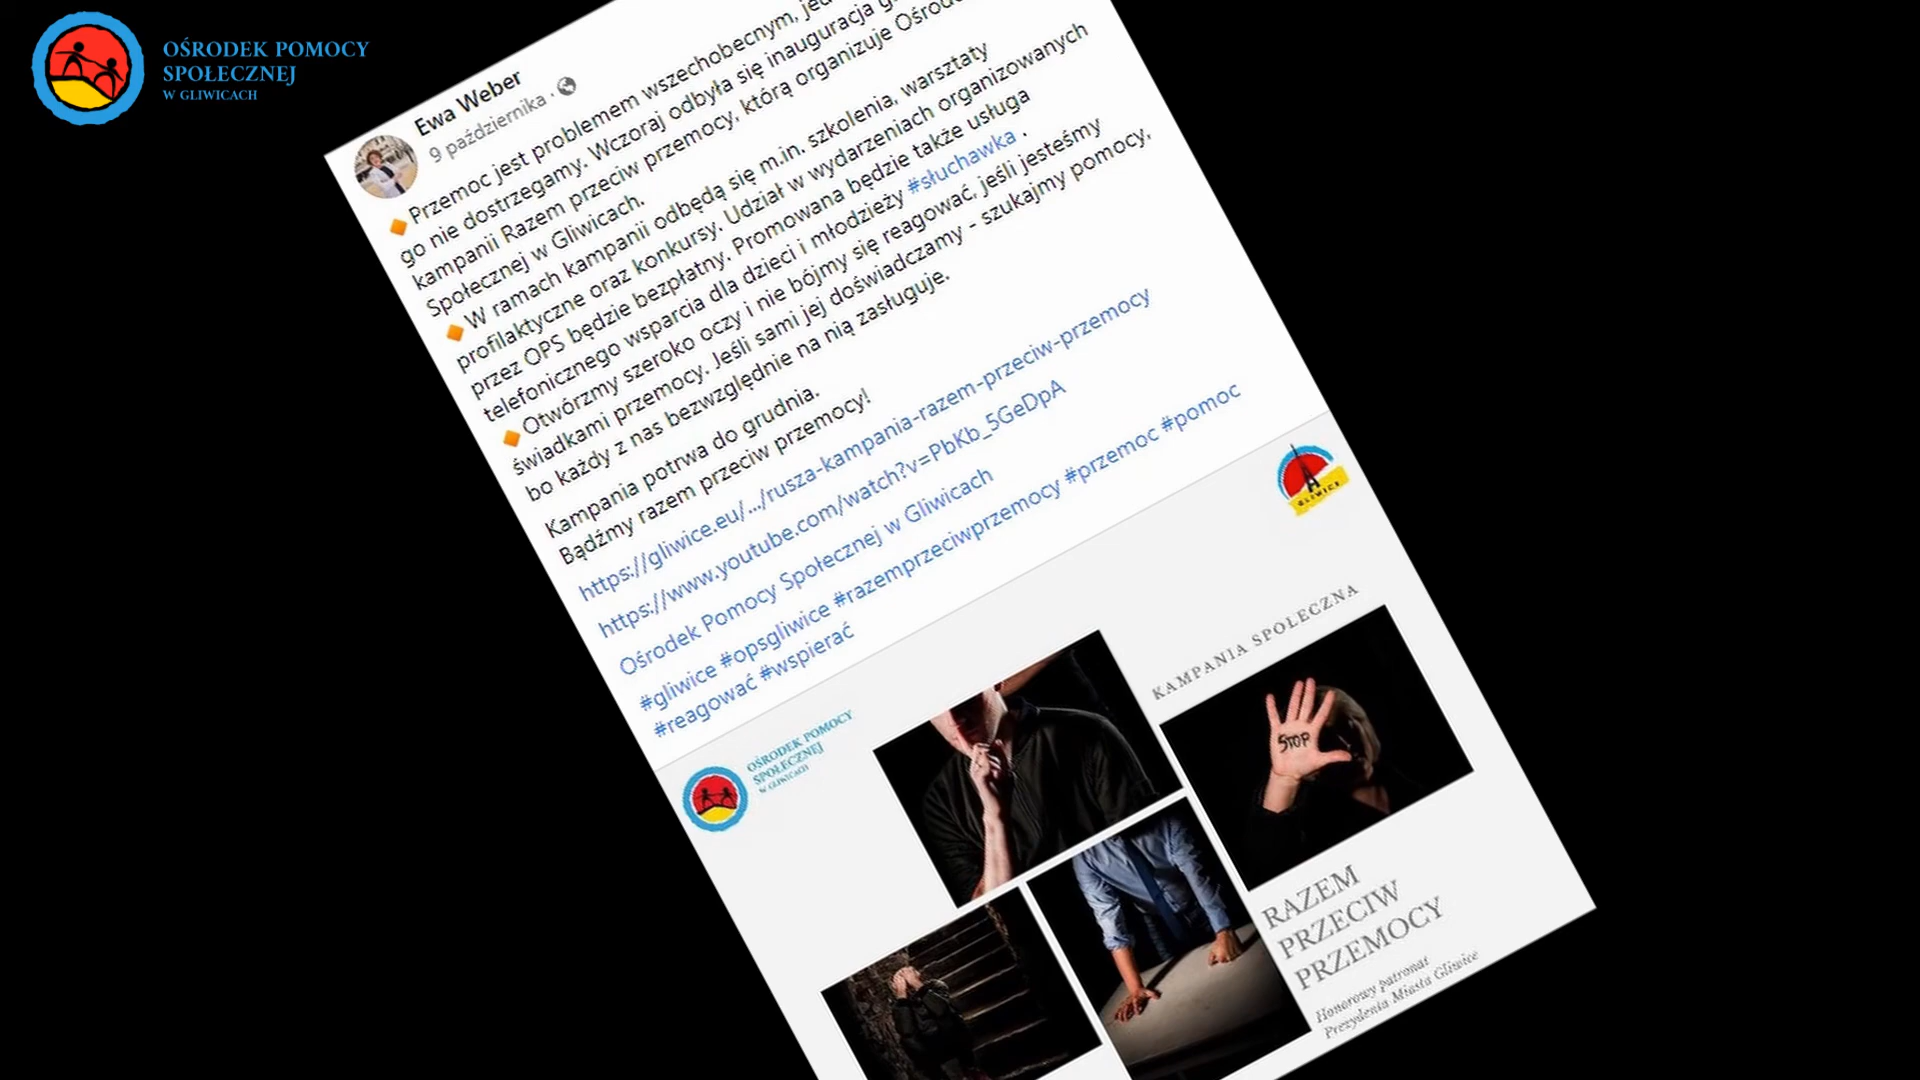 OŚRODEK POMOCY
SPOŁECZNEJ
W GLIWICACH
Ewa Weber
9 października ·
Przemoc jest problemem wszechobecnym,
go nie dostrzegamy. Wczoraj odbyła się inauguracja
kampanii Razem przeciw przemocy, którą organizuje
Społecznej w Gliwicach.
W ramach kampanii odbędą się m.in. szkolenia, warsztaty
profilaktyczne oraz konkursy. Udział w wydarzeniach organizowanych
przez OPS będzie bezpłatny. Promowana będzie także usługa
telefonicznego wsparcia dla dzieci i młodzieży #słuchawka .
Otwórzmy szeroko oczy i nie bójmy się reagować, jeśli jesteśmy
świadkami przemocy. Jeśli sami jej doświadczamy - szukajmy pomocy,
bo każdy z nas bezwzględnie na nią zasługuje.
Kampania potrwa do grudnia.
Bądźmy razem przeciw przemocy!
https://gliwice.eu/.../rusza-kampania-razem-przeciw-przemocy
https://www.youtube.com/watch?v=PbKb_5GeDpA
Ośrodek Pomocy Społecznej w Gliwicach
#gliwice #opsgliwice #razemprzeciwprzemocy #przemoc #pomoc
#reagować #wspierać
GLIWICE
OŚRODEK POMOCY
SPOŁECZNEJ
W GLIWICACH
KAMPANIA SPOŁECZNA
STOP
RAZEM
PRZECIW
PRZEMOCY
Honorowy patronat
Prezydenta Miasta Gliwice